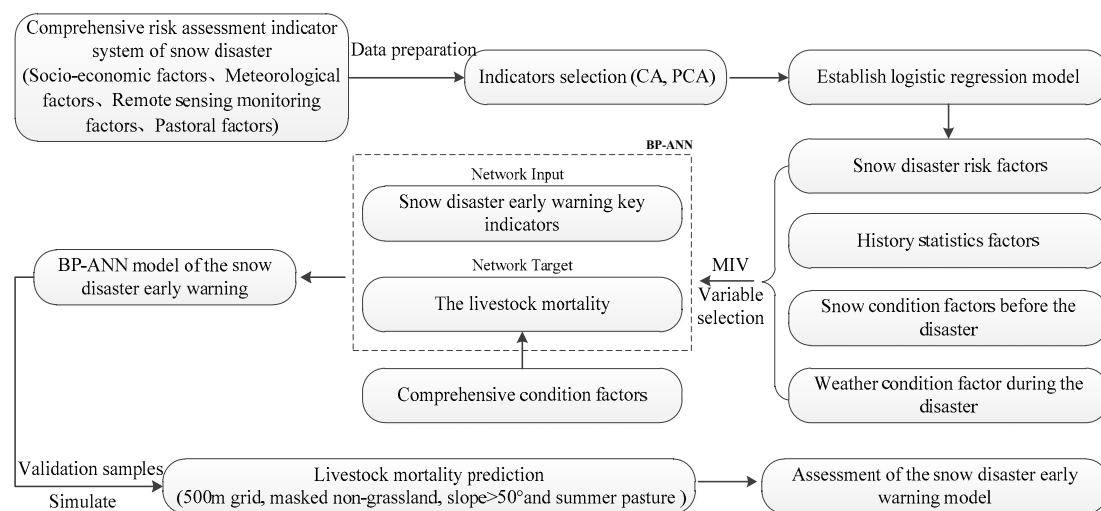 Comprehensive risk assessment indicator
system of snow disaster
(Socio-economic factors、Meteorological
factors、Remote sensing monitoring
factors、Pastoral factors)
Data preparation
Indicators selection (CA, PCA)
Establish logistic regression model
BP-ANN
Network Input
Snow disaster early warning key
indicators
Network Target
The livestock mortality
Comprehensive condition factors
Snow disaster risk factors
History statistics factors
Snow condition factors before the
disaster
Weather condition factor during the
disaster
MIV
Variable
selection
BP-ANN model of the snow
disaster early warning
Validation samples
Simulate
Livestock mortality prediction
(500m grid, masked non-grassland, slope>50°and summer pasture )
Assessment of the snow disaster early
warning model